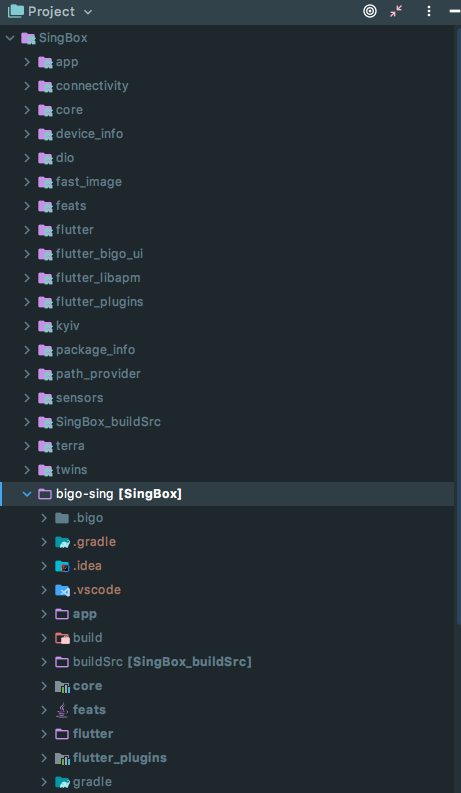 Project
SingBox
app
connectivity
core
device_info
dio
fast_image
feats
flutter
flutter_bigo_ui
flutter_libapm
flutter_plugins
kyiv
package_info
path_provider
sensors
SingBox_buildSrc
terra
twins
bigo-sing [SingBox]
.bigo
.gradle
.idea
.vscode
app
build
buildSrc [SingBox_buildSrc]
core
feats
flutter
flutter_plugins
gradle